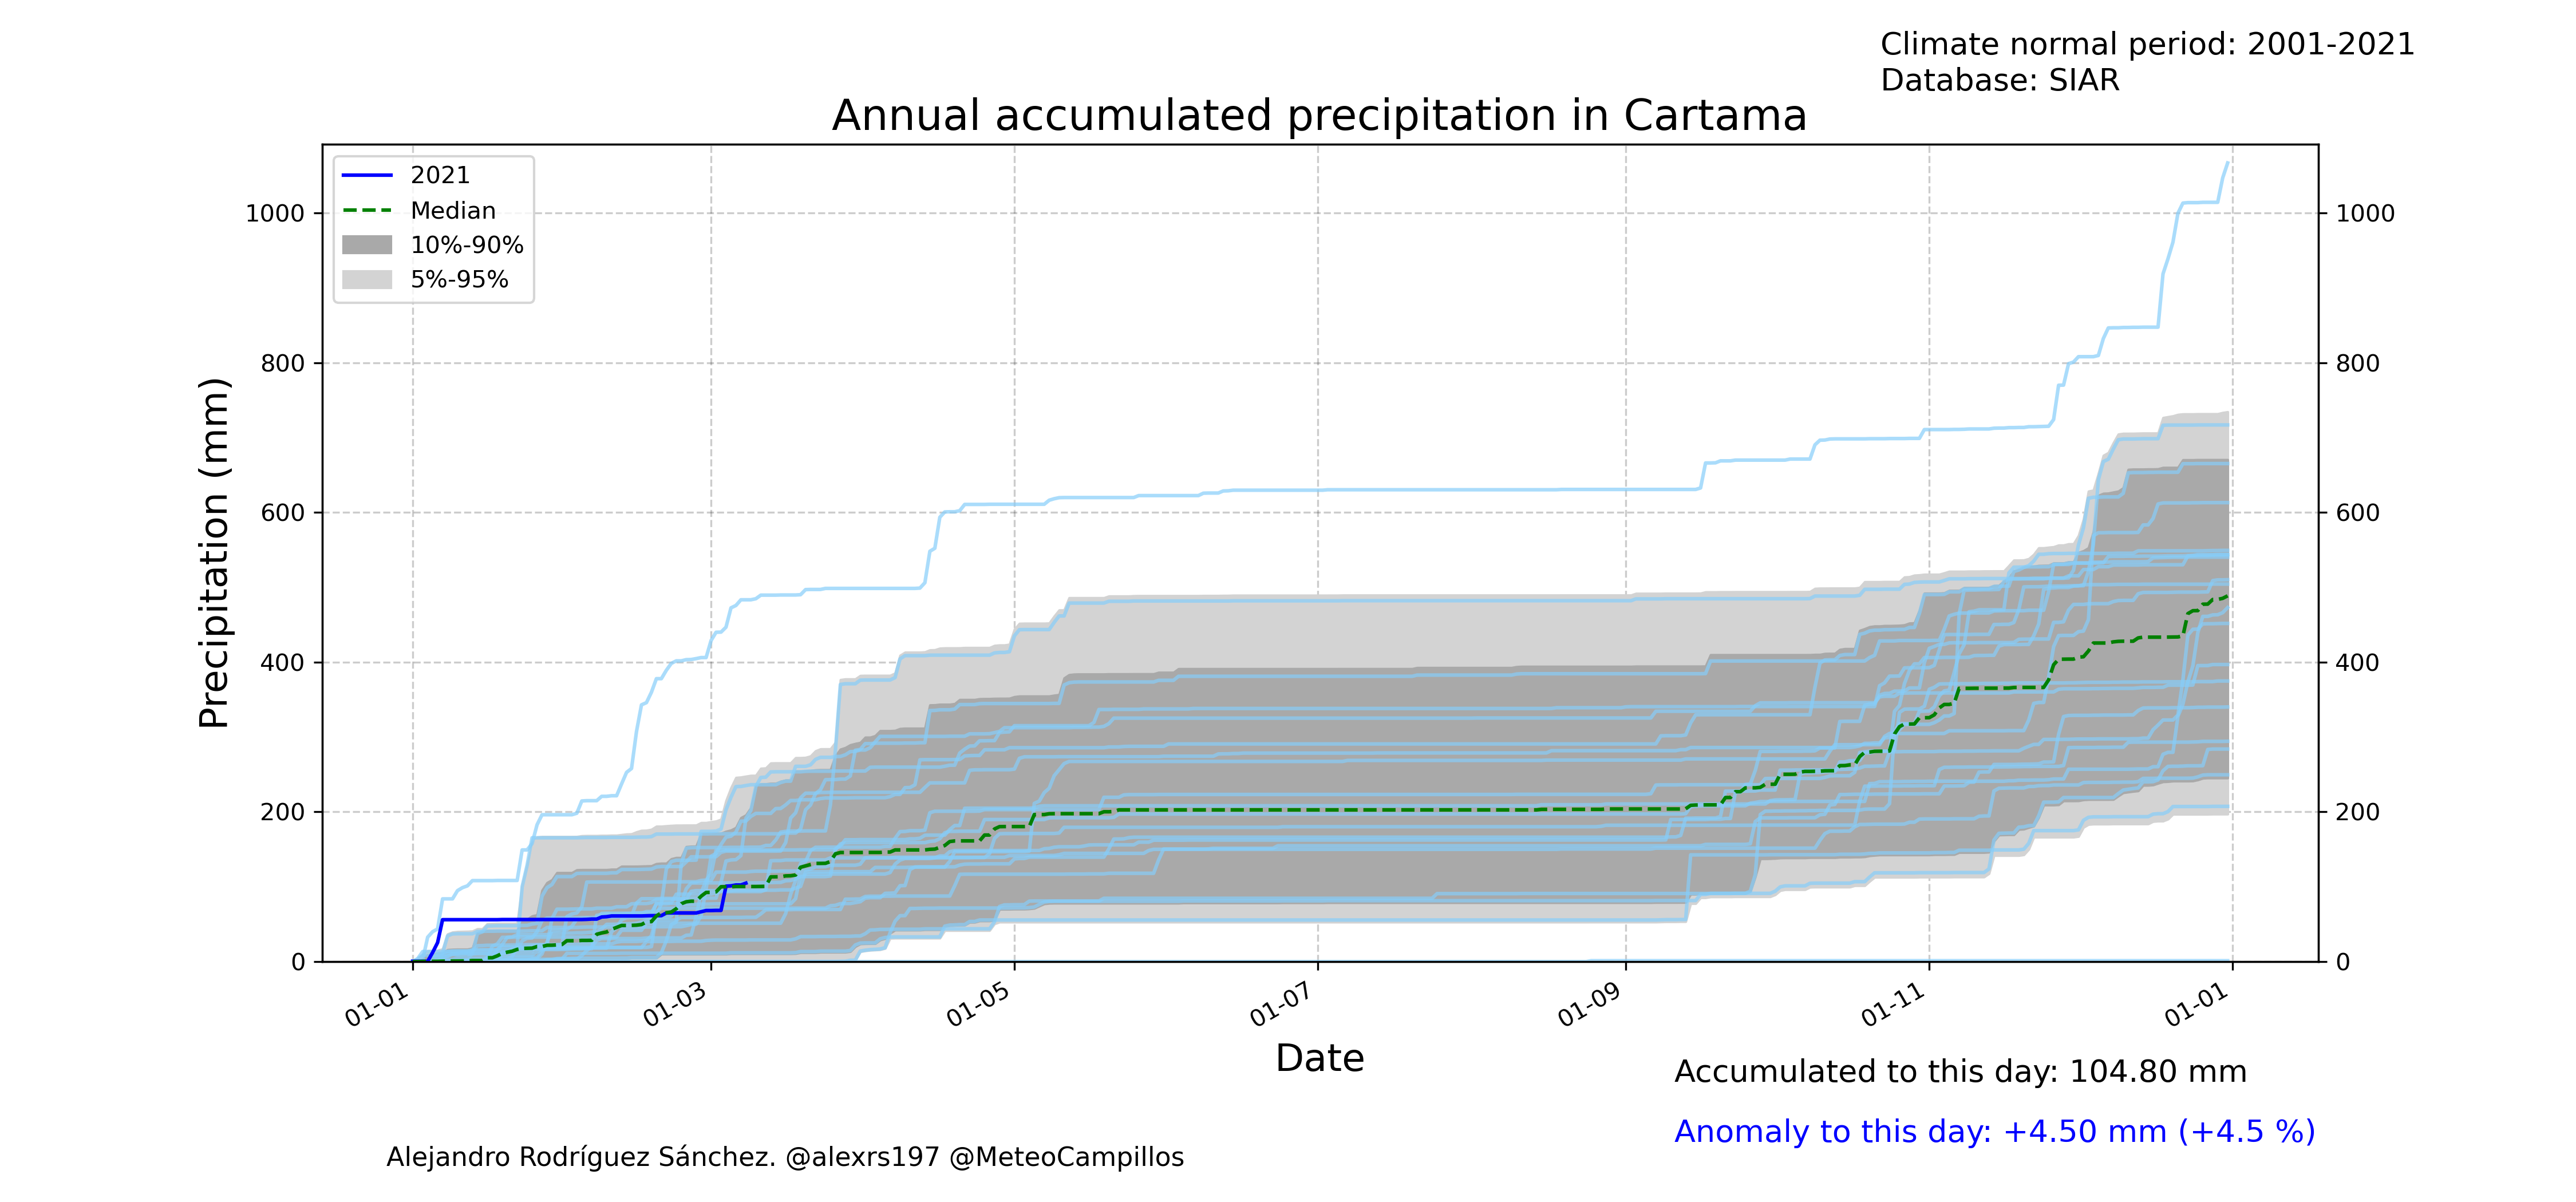 Climate normal period: 2001-2021
Database: SIAR
Annual accumulated precipitation in Cartama
2021
Median
10%-90%
5%-95%
Precipitation (mm)
1000
800
600
400
200
0
1000
800
600
400
200
0
01-01
01-03
01-05
01-07
01-09
01-11
01-01
Date
Accumulated to this day: 104.80 mm
Anomaly to this day: +4.50 mm (+4.5 %)
Alejandro Rodríguez Sánchez. @alexrs197 @MeteoCampillos